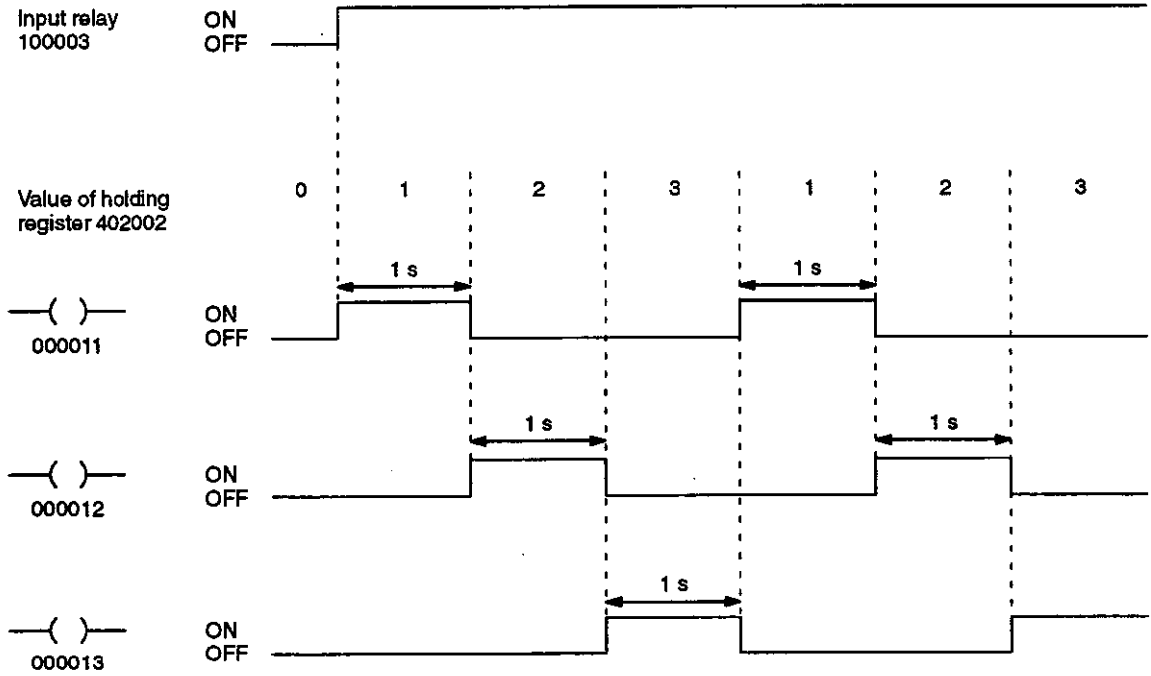 Input relay
100003
ON
OFF
Value of holding
register 402002
0 1 2 3 1 2 3
1 s 1 s
000011
ON
OFF
1 s 1 s
000012
ON
OFF
1 s
000013
ON
OFF